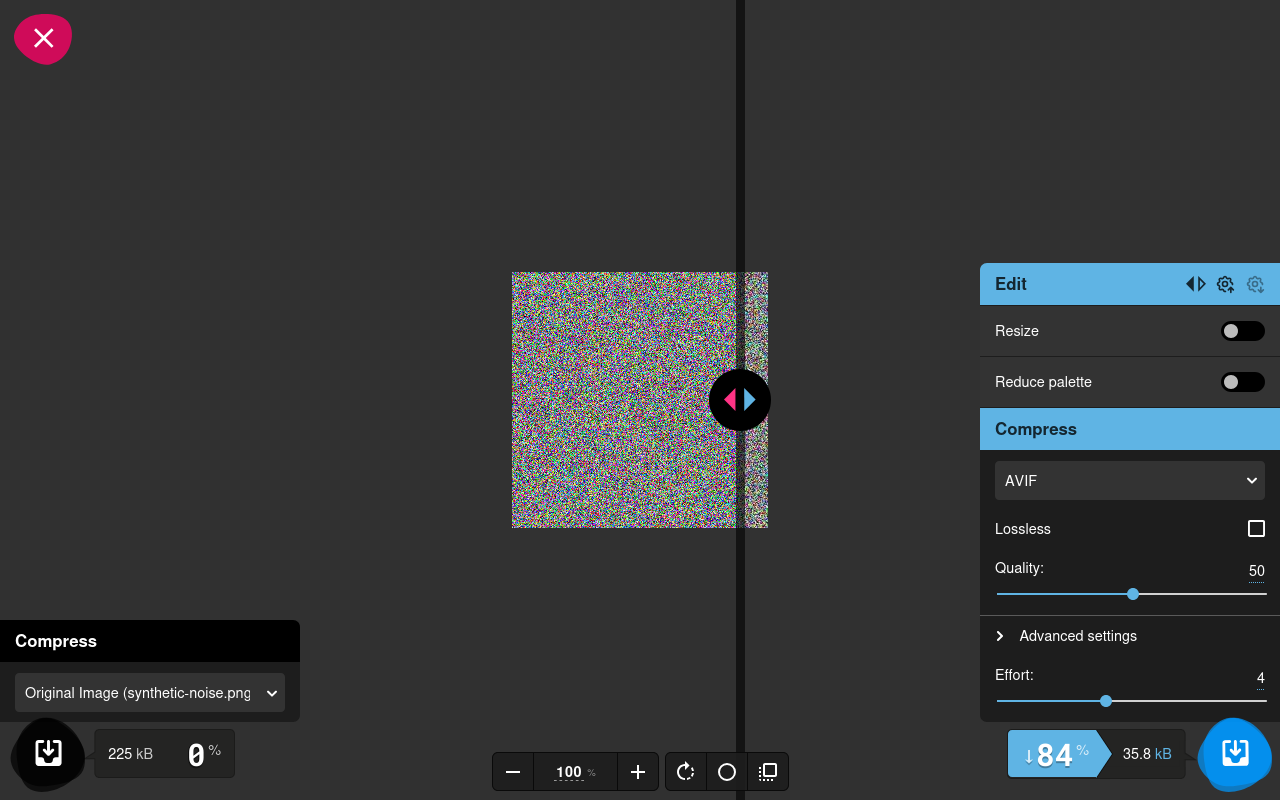 Edit
Resize
Reduce palette
Compress
AVIF
Lossless
Quality:
50
Advanced settings
Effort:
4
Compress
Original Image (synthetic-noise.png
225 kB
0 %
100 %
↓84 %
35.8 kB